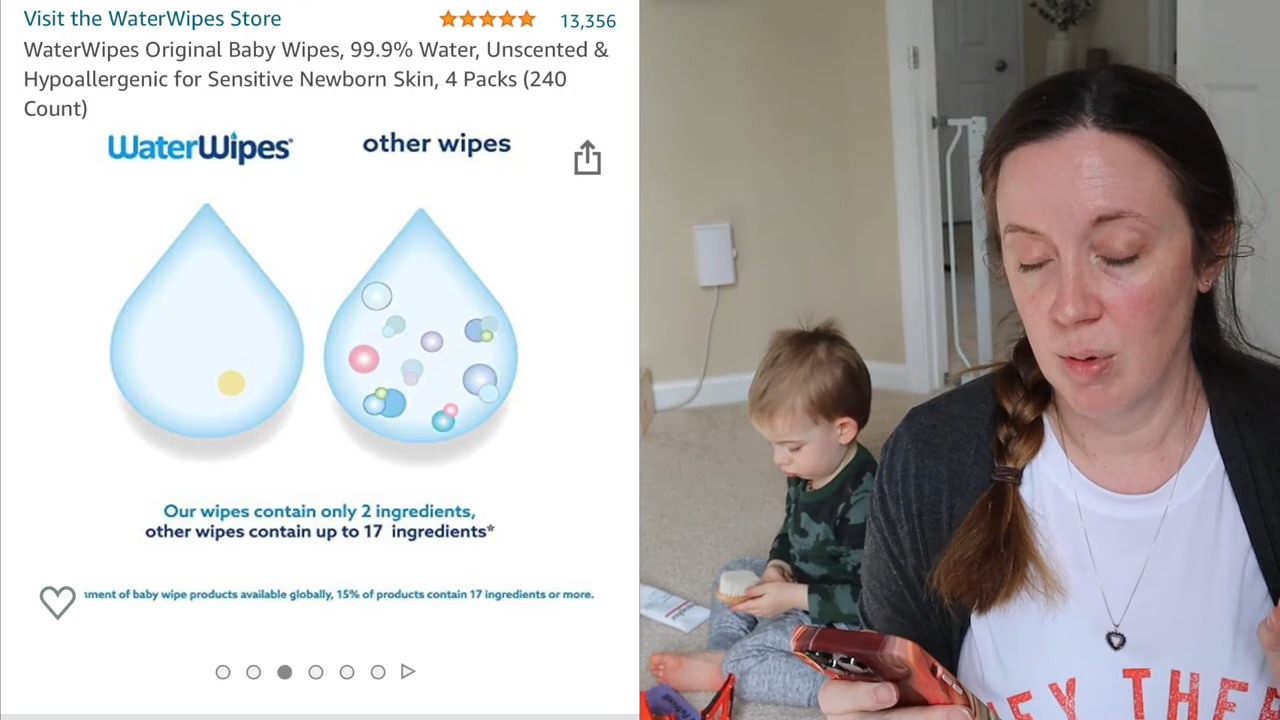 Visit the WaterWipes Store
13,356
WaterWipes Original Baby Wipes, 99.9% Water, Unscented &
Hypoallergenic for Sensitive Newborn Skin, 4 Packs (240
Count)
WaterWipes®
other wipes
Our wipes contain only 2 ingredients,
other wipes contain up to 17 ingredients*
of baby wipe products available globally, 15% of products contain 17 ingredients or more.
EY THE